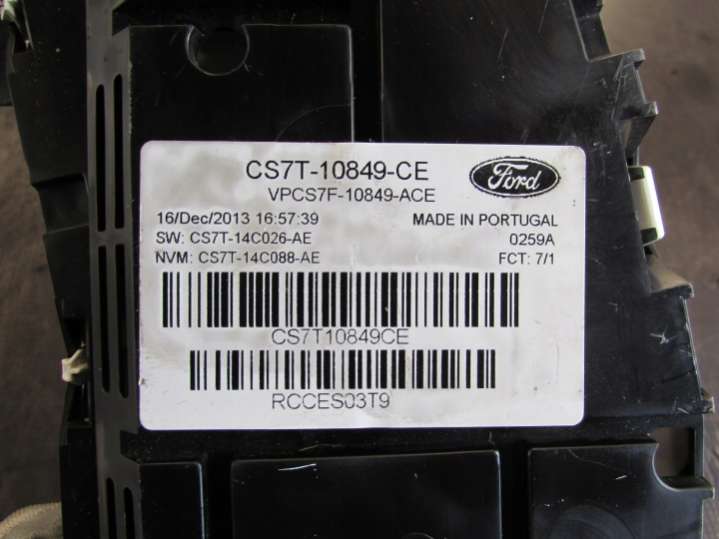 CS7T-10849-CE
VPCS7F-10849-ACE
Ford
16/Dec/2013 16:57:39 MADE IN PORTUGAL
SW: CS7T-14C026-AE 0259A
NVM: CS7T-14C088-AE FCT: 7/1
CS7T10849CE
RCCES03T9